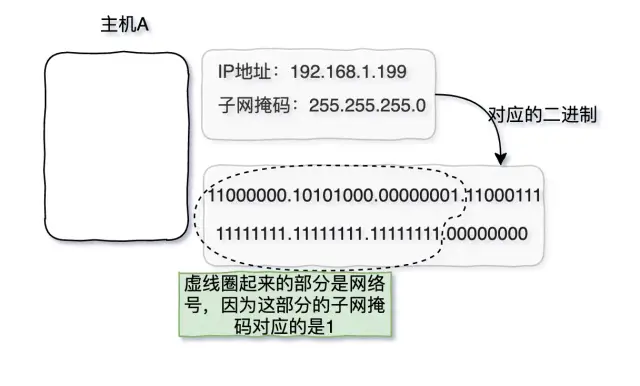 主机A
IP地址：192.168.1.199
子网掩码：255.255.255.0
对应的二进制
11000000.10101000.00000001.11000111
11111111.11111111.11111111.00000000
虚线圈起来的部分是网络
号，因为这部分的子网掩
码对应的是1